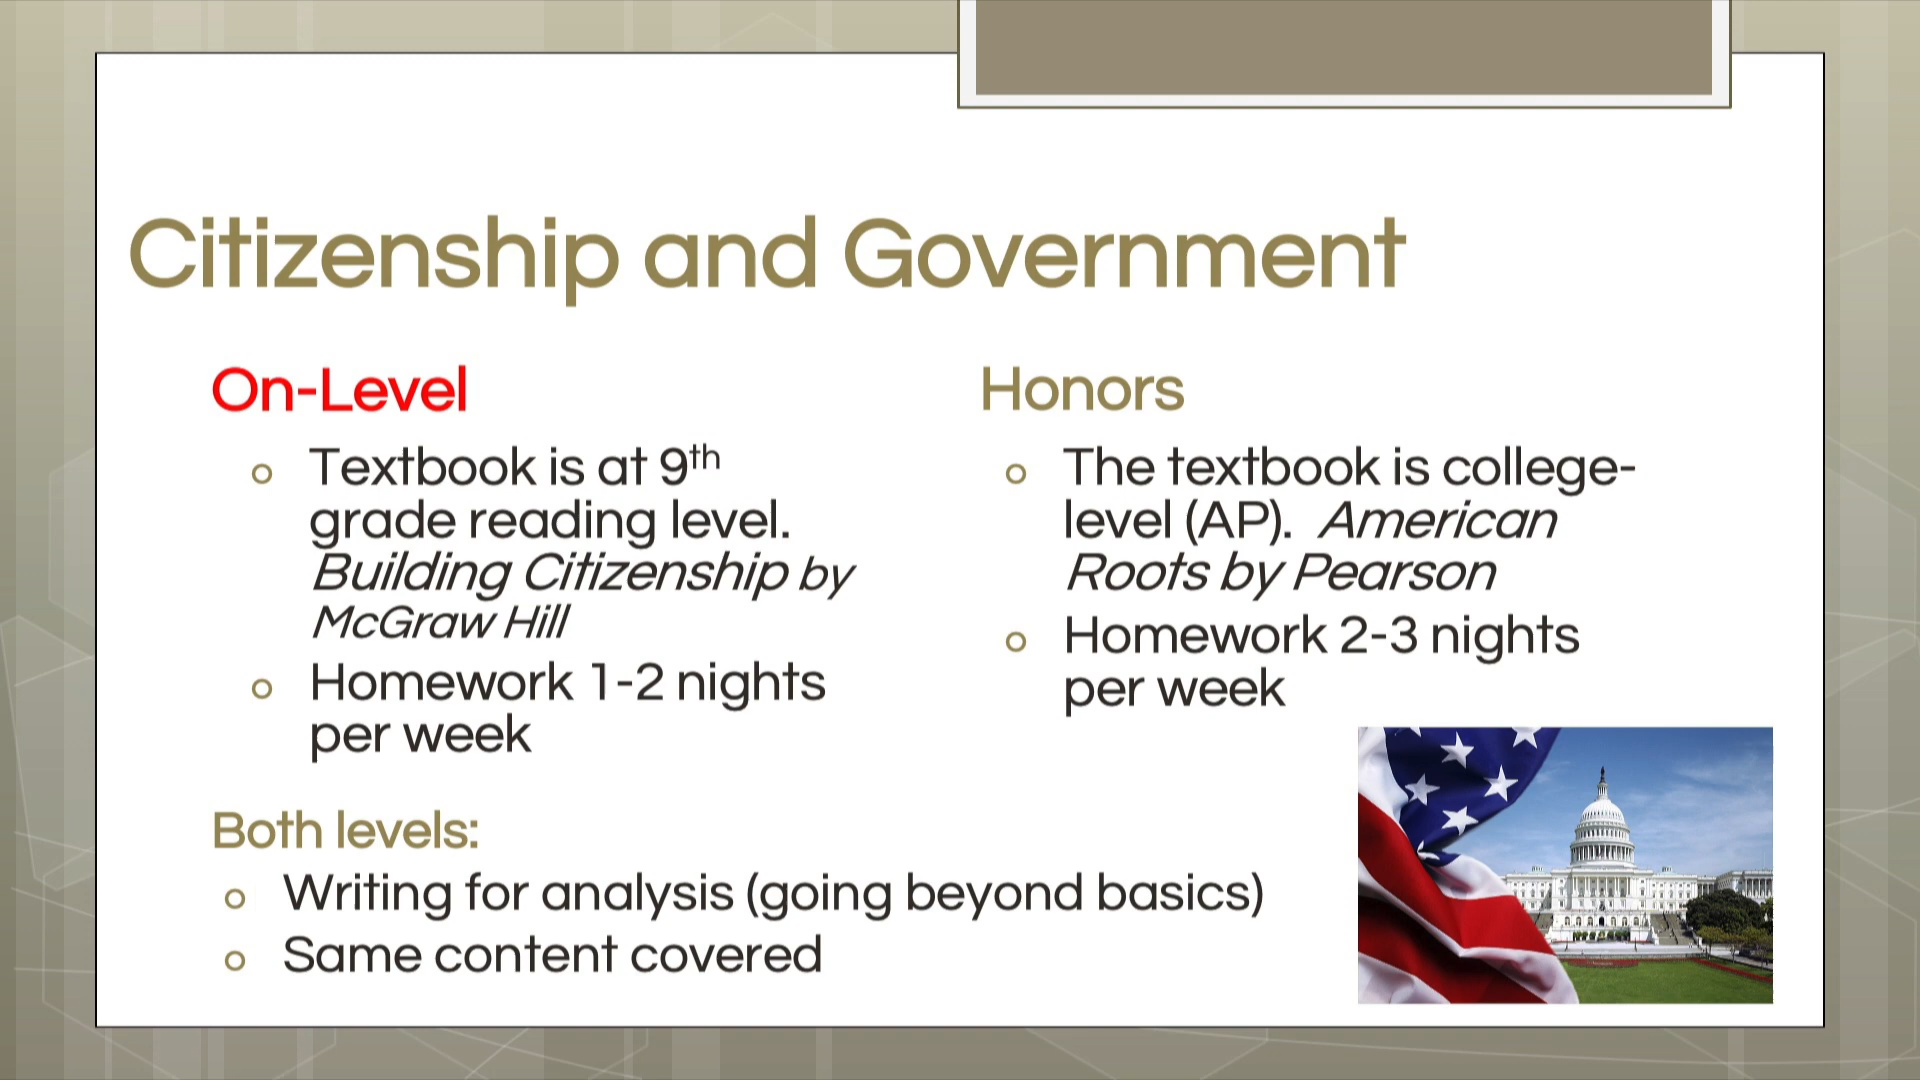 Citizenship and Government
On-Level
Textbook is at 9th
grade reading level.
Building Citizenship by
McGraw Hill
Homework 1-2 nights
per week
Honors
The textbook is college-
level (AP). American
Roots by Pearson
Homework 2-3 nights
per week
Both levels:
Writing for analysis (going beyond basics)
Same content covered